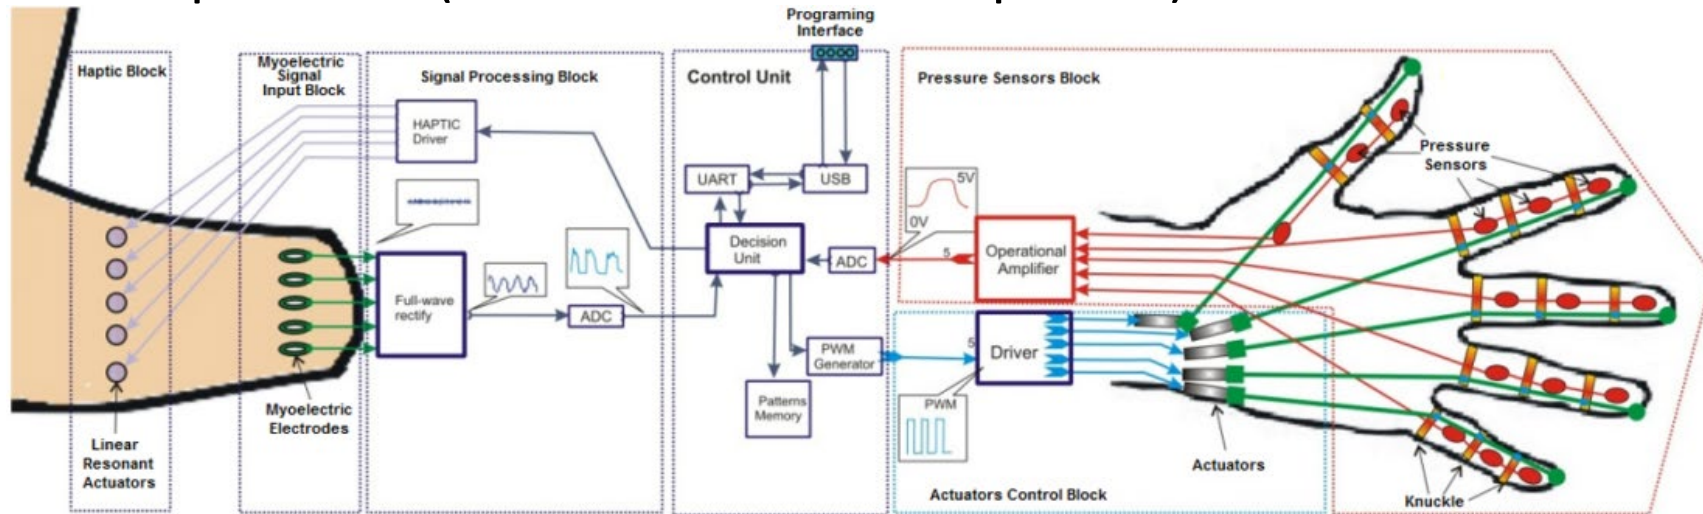 Programing
Interface
Haptic Block
Myoelectric
Signal
Input Block
Signal Processing Block
Control Unit
Pressure Sensors Block
HAPTIC
Driver
UART
USB
Pressure
Sensors
5V
0V
Decision
Unit
ADC
5
Operational
Amplifier
Full-wave
rectify
ADC
PWM
Generator
5
Driver
Patterns
Memory
PWM
Myoelectric
Electrodes
Linear
Resonant
Actuators
Actuators
Actuators Control Block
Knuckle